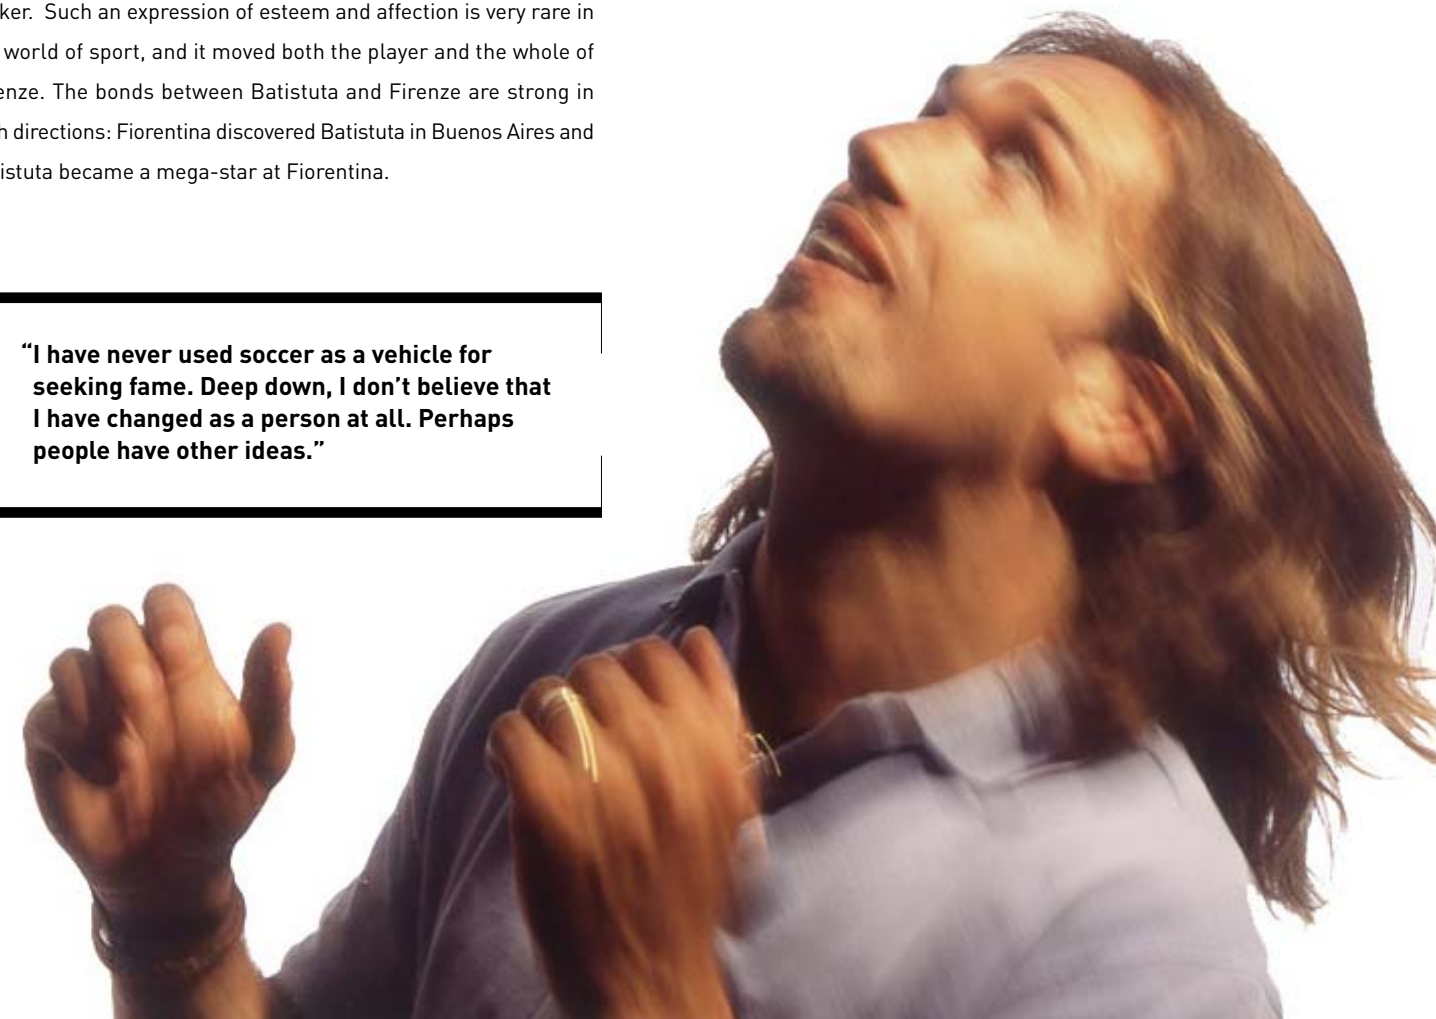 ker. Such an expression of esteem and affection is very rare in
world of sport, and it moved both the player and the whole of
enze. The bonds between Batistuta and Firenze are strong in
h directions: Fiorentina discovered Batistuta in Buenos Aires and
istuta became a mega-star at Fiorentina.
“I have never used soccer as a vehicle for
seeking fame. Deep down, I don’t believe that
I have changed as a person at all. Perhaps
people have other ideas.”